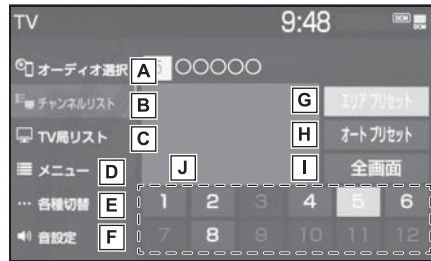 TV 9:48
オーディオ選択 A ○○○○○
チャンネルリスト B G エリアプリセット
TV局リスト C H オートプリセット
メニュー D J I 全画面
各種切替 E 1 2 3 4 5 6
音設定 F 7 8 9 10 11 12